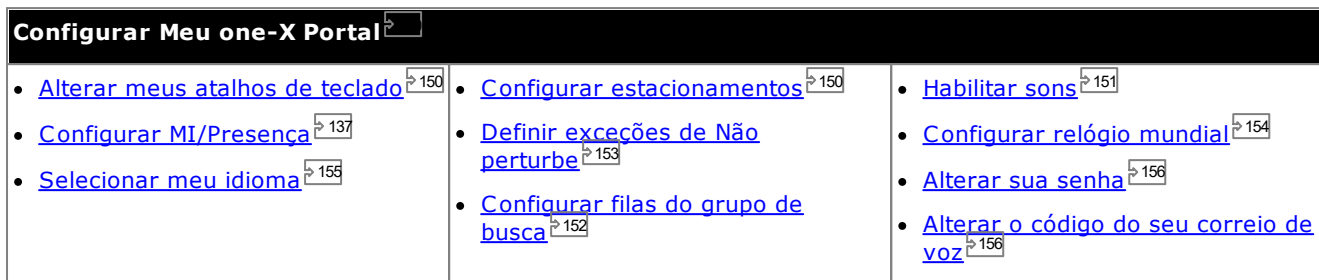 Configurar Meu one-X Portal
Alterar meus atalhos de teclado 150
Configurar MI/Presença 137
Selecionar meu idioma 155
Configurar estacionamentos 150
Definir exceções de Não
perturbe 153
Configurar filas do grupo de
busca 152
Habilitar sons 151
Configurar relógio mundial 154
Alterar sua senha 156
Alterar o código do seu correio de
voz 156